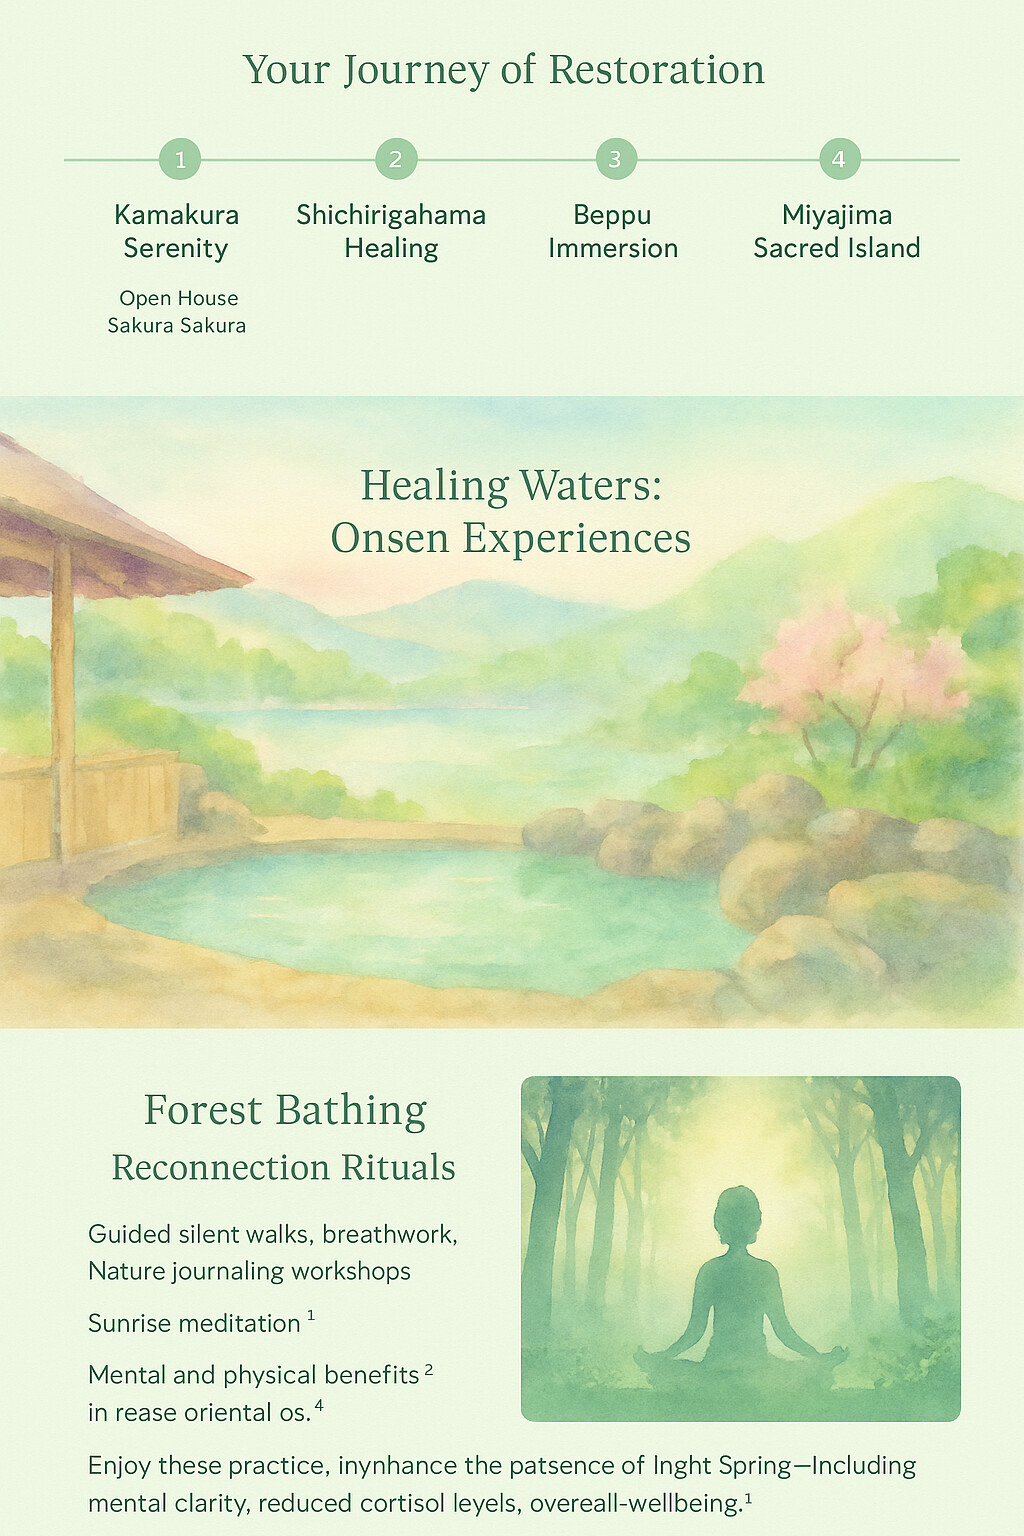 Your Journey of Restoration
1 2 3 4
Kamakura
Serenity
Open House
Sakura Sakura
Shichirigahama
Healing
Beppu
Immersion
Miyajima
Sacred Island
Healing Waters:
Onsen Experiences
Forest Bathing
Reconnection Rituals
Guided silent walks, breathwork,
Nature journaling workshops
Sunrise meditation ¹
Mental and physical benefits ²
in rease oriental os. ⁴
Enjoy these practice, inynhance the patsence of Inght Spring—Including
mental clarity, reduced cortisol leyels, overeall-wellbeing.¹